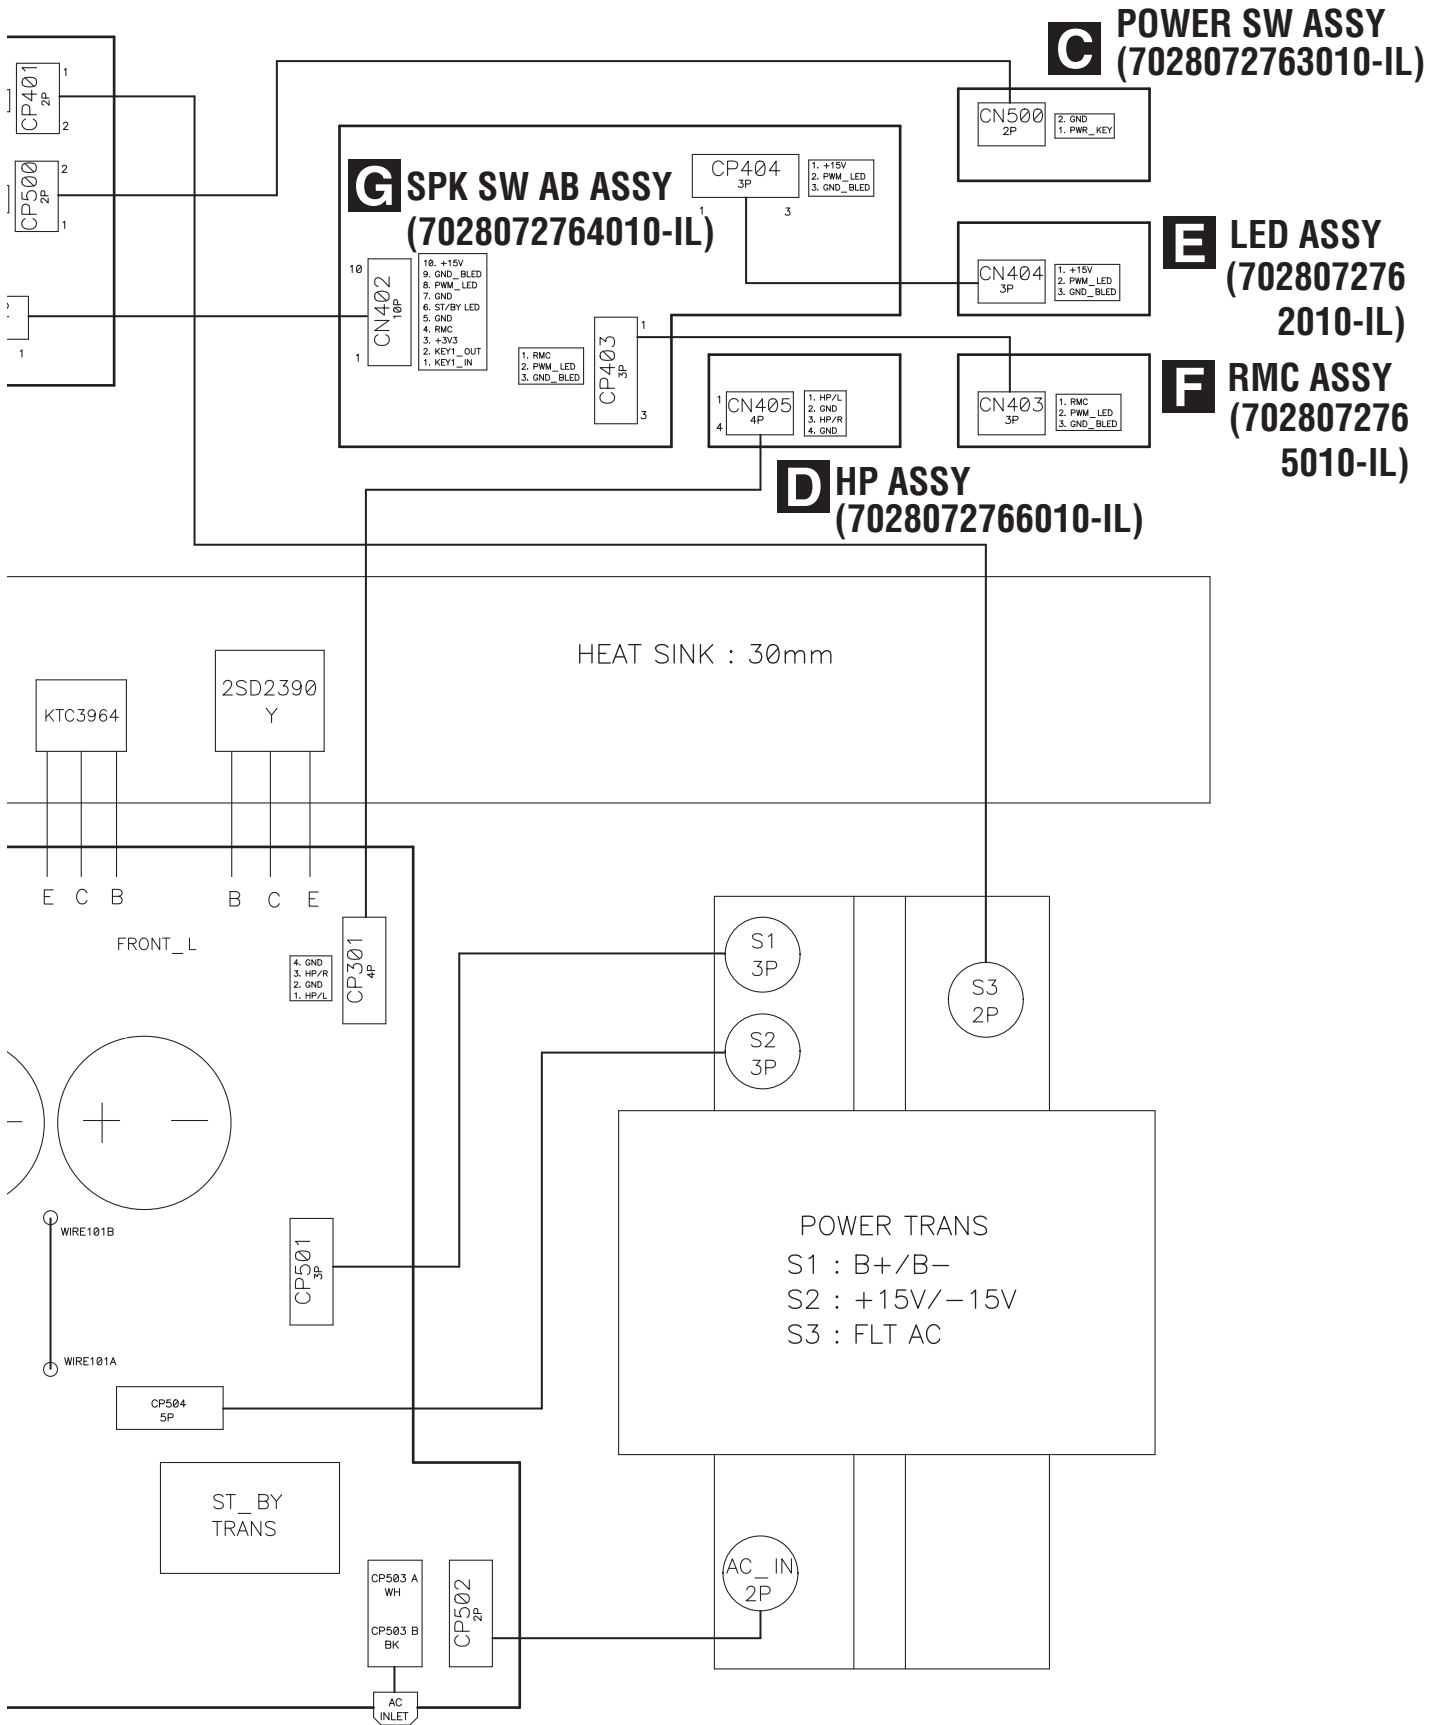 C POWER SW ASSY
(7028072763010-IL)
CP401
2P
1
2
CP500
2P
2
1
1
CN500
2P
2. GND
1. PWR_KEY
G SPK SW AB ASSY
(7028072764010-IL)
CP404
3P
1
3
1. +15V
2. PWM_LED
3. GND_BLED
CN402
10P
10
1
10. +15V
9. GND_BLED
8. PWM_LED
7. GND
6. ST/BY LED
5. GND
4. RMC
3. +3V3
2. KEY1_OUT
1. KEY1_IN
1. RMC
2. PWM_LED
3. GND_BLED
CP403
3P
1
3
CN404
3P
1. +15V
2. PWM_LED
3. GND_BLED
E LED ASSY
(702807276
2010-IL)
CN405
4P
1
4
1. HP/L
2. GND
3. HP/R
4. GND
CN403
3P
1. RMC
2. PWM_LED
3. GND_BLED
F RMC ASSY
(702807276
5010-IL)
D HP ASSY
(7028072766010-IL)
HEAT SINK : 30mm
KTC3964
2SD2390
Y
E C B
B C E
FRONT_L
4. GND
3. HP/R
2. GND
1. HP/L
CP301
4P
S1
3P
S2
3P
S3
2P
+ −
−
WIRE101B
WIRE101A
CP501
3P
POWER TRANS
S1 : B+/B−
S2 : +15V/−15V
S3 : FLT AC
CP504
5P
ST_BY
TRANS
CP503 A
WH
CP503 B
BK
CP502
2P
AC_IN
2P
AC
INLET